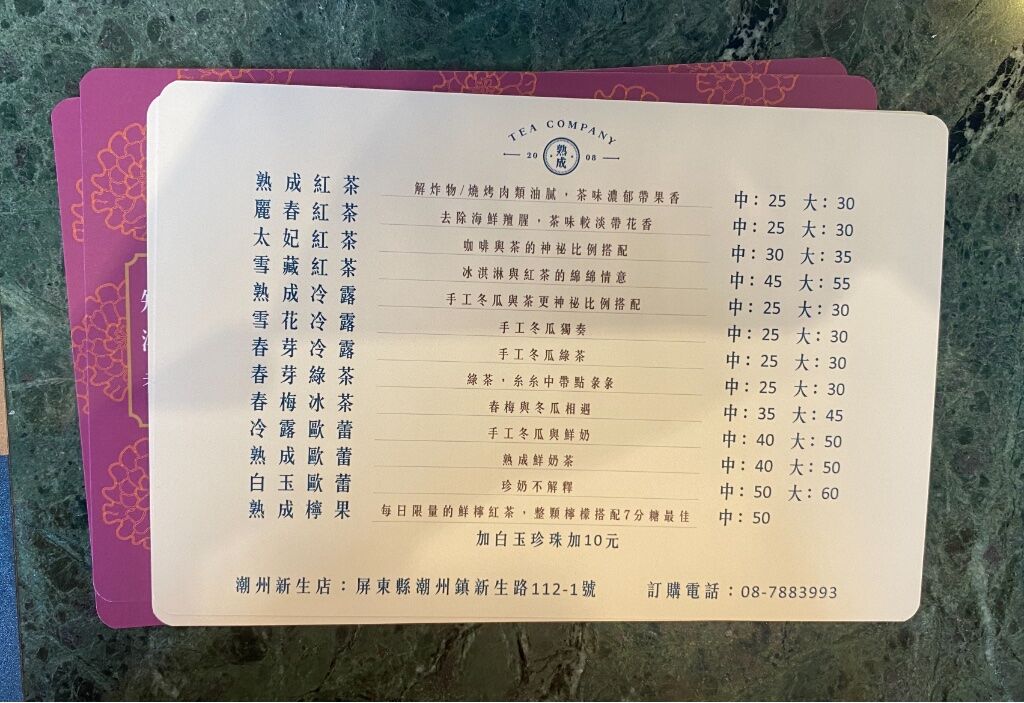 TEA COMPANY
20 熟成 08
熟成紅茶 解炸物/燒烤肉類油膩，茶味濃郁帶果香 中：25 大：30
麗春紅茶 去除海鮮羶腥，茶味較淡帶花香 中：25 大：30
太妃紅茶 咖啡與茶的神祕比例搭配 中：30 大：35
雪藏紅茶 冰淇淋與紅茶的綿綿情意 中：45 大：55
熟成冷露 手工冬瓜與茶更神祕比例搭配 中：25 大：30
雪花冷露 手工冬瓜獨奏 中：25 大：30
春芽冷露 手工冬瓜綠茶 中：25 大：30
春芽綠茶 綠茶，糸糸中帶點彖彖 中：25 大：30
春梅冰茶 春梅與冬瓜相遇 中：35 大：45
冷露歐蕾 手工冬瓜與鮮奶 中：40 大：50
熟成歐蕾 熟成鮮奶茶 中：40 大：50
白玉歐蕾 珍奶不解釋 中：50 大：60
熟成檸果 每日限量的鮮檸紅茶，整顆檸檬搭配7分糖最佳 中：50
加白玉珍珠加10元
潮州新生店：屏東縣潮州鎮新生路112-1號 訂購電話：08-7883993